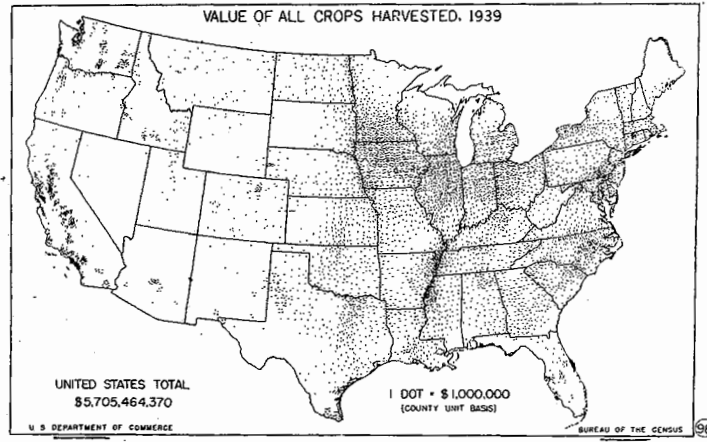 VALUE OF ALL CROPS HARVESTED, 1939
UNITED STATES TOTAL
$5,705,464,370
1 DOT = $1,000,000
(COUNTY UNIT BASIS)
U S DEPARTMENT OF COMMERCE
BUREAU OF THE CENSUS